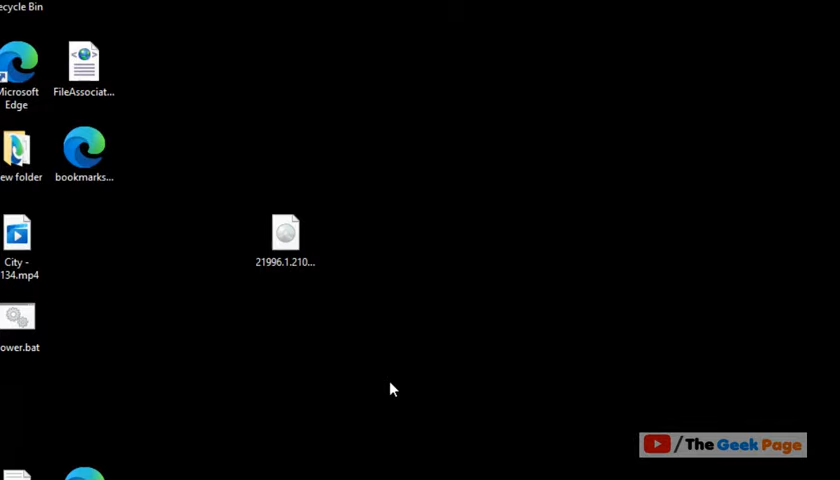 ecycle Bin
Microsoft
Edge
FileAssociat...
ew folder
bookmarks...
City -
134.mp4
21996.1.210...
ower.bat
/The Geek Page